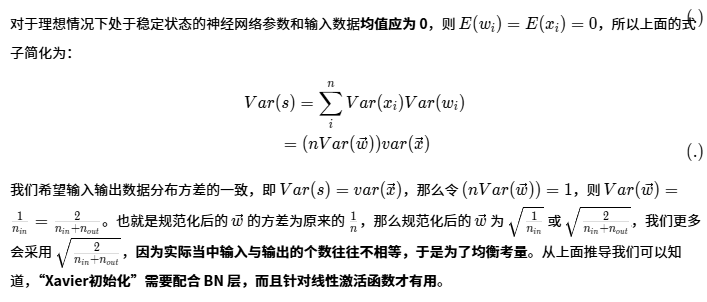 ( )
对于理想情况下处于稳定状态的神经网络参数和输入数据均值应为 0，则 $E(w_i) = E(x_i) = 0$，所以上面的式
子简化为：
$Var(s) = \sum_{i}^{n} Var(x_i)Var(w_i)$
$= (nVar(\vec{w}))var(\vec{x})$
(.)
我们希望输入输出数据分布方差的一致，即 $Var(s) = var(\vec{x})$，那么令 $(nVar(\vec{w})) = 1$，则 $Var(\vec{w}) =$
$\frac{1}{n_{in}} = \frac{2}{n_{in}+n_{out}}$。也就是规范化后的 $\vec{w}$ 的方差为原来的 $\frac{1}{n}$，那么规范化后的 $\vec{w}$ 为 $\sqrt{\frac{1}{n_{in}}}$ 或 $\sqrt{\frac{2}{n_{in}+n_{out}}}$，我们更多
会采用 $\sqrt{\frac{2}{n_{in}+n_{out}}}$，因为实际当中输入与输出的个数往往不相等，于是为了均衡考量。从上面推导我们可以知
道，“Xavier初始化”需要配合 BN 层，而且针对线性激活函数才有用。